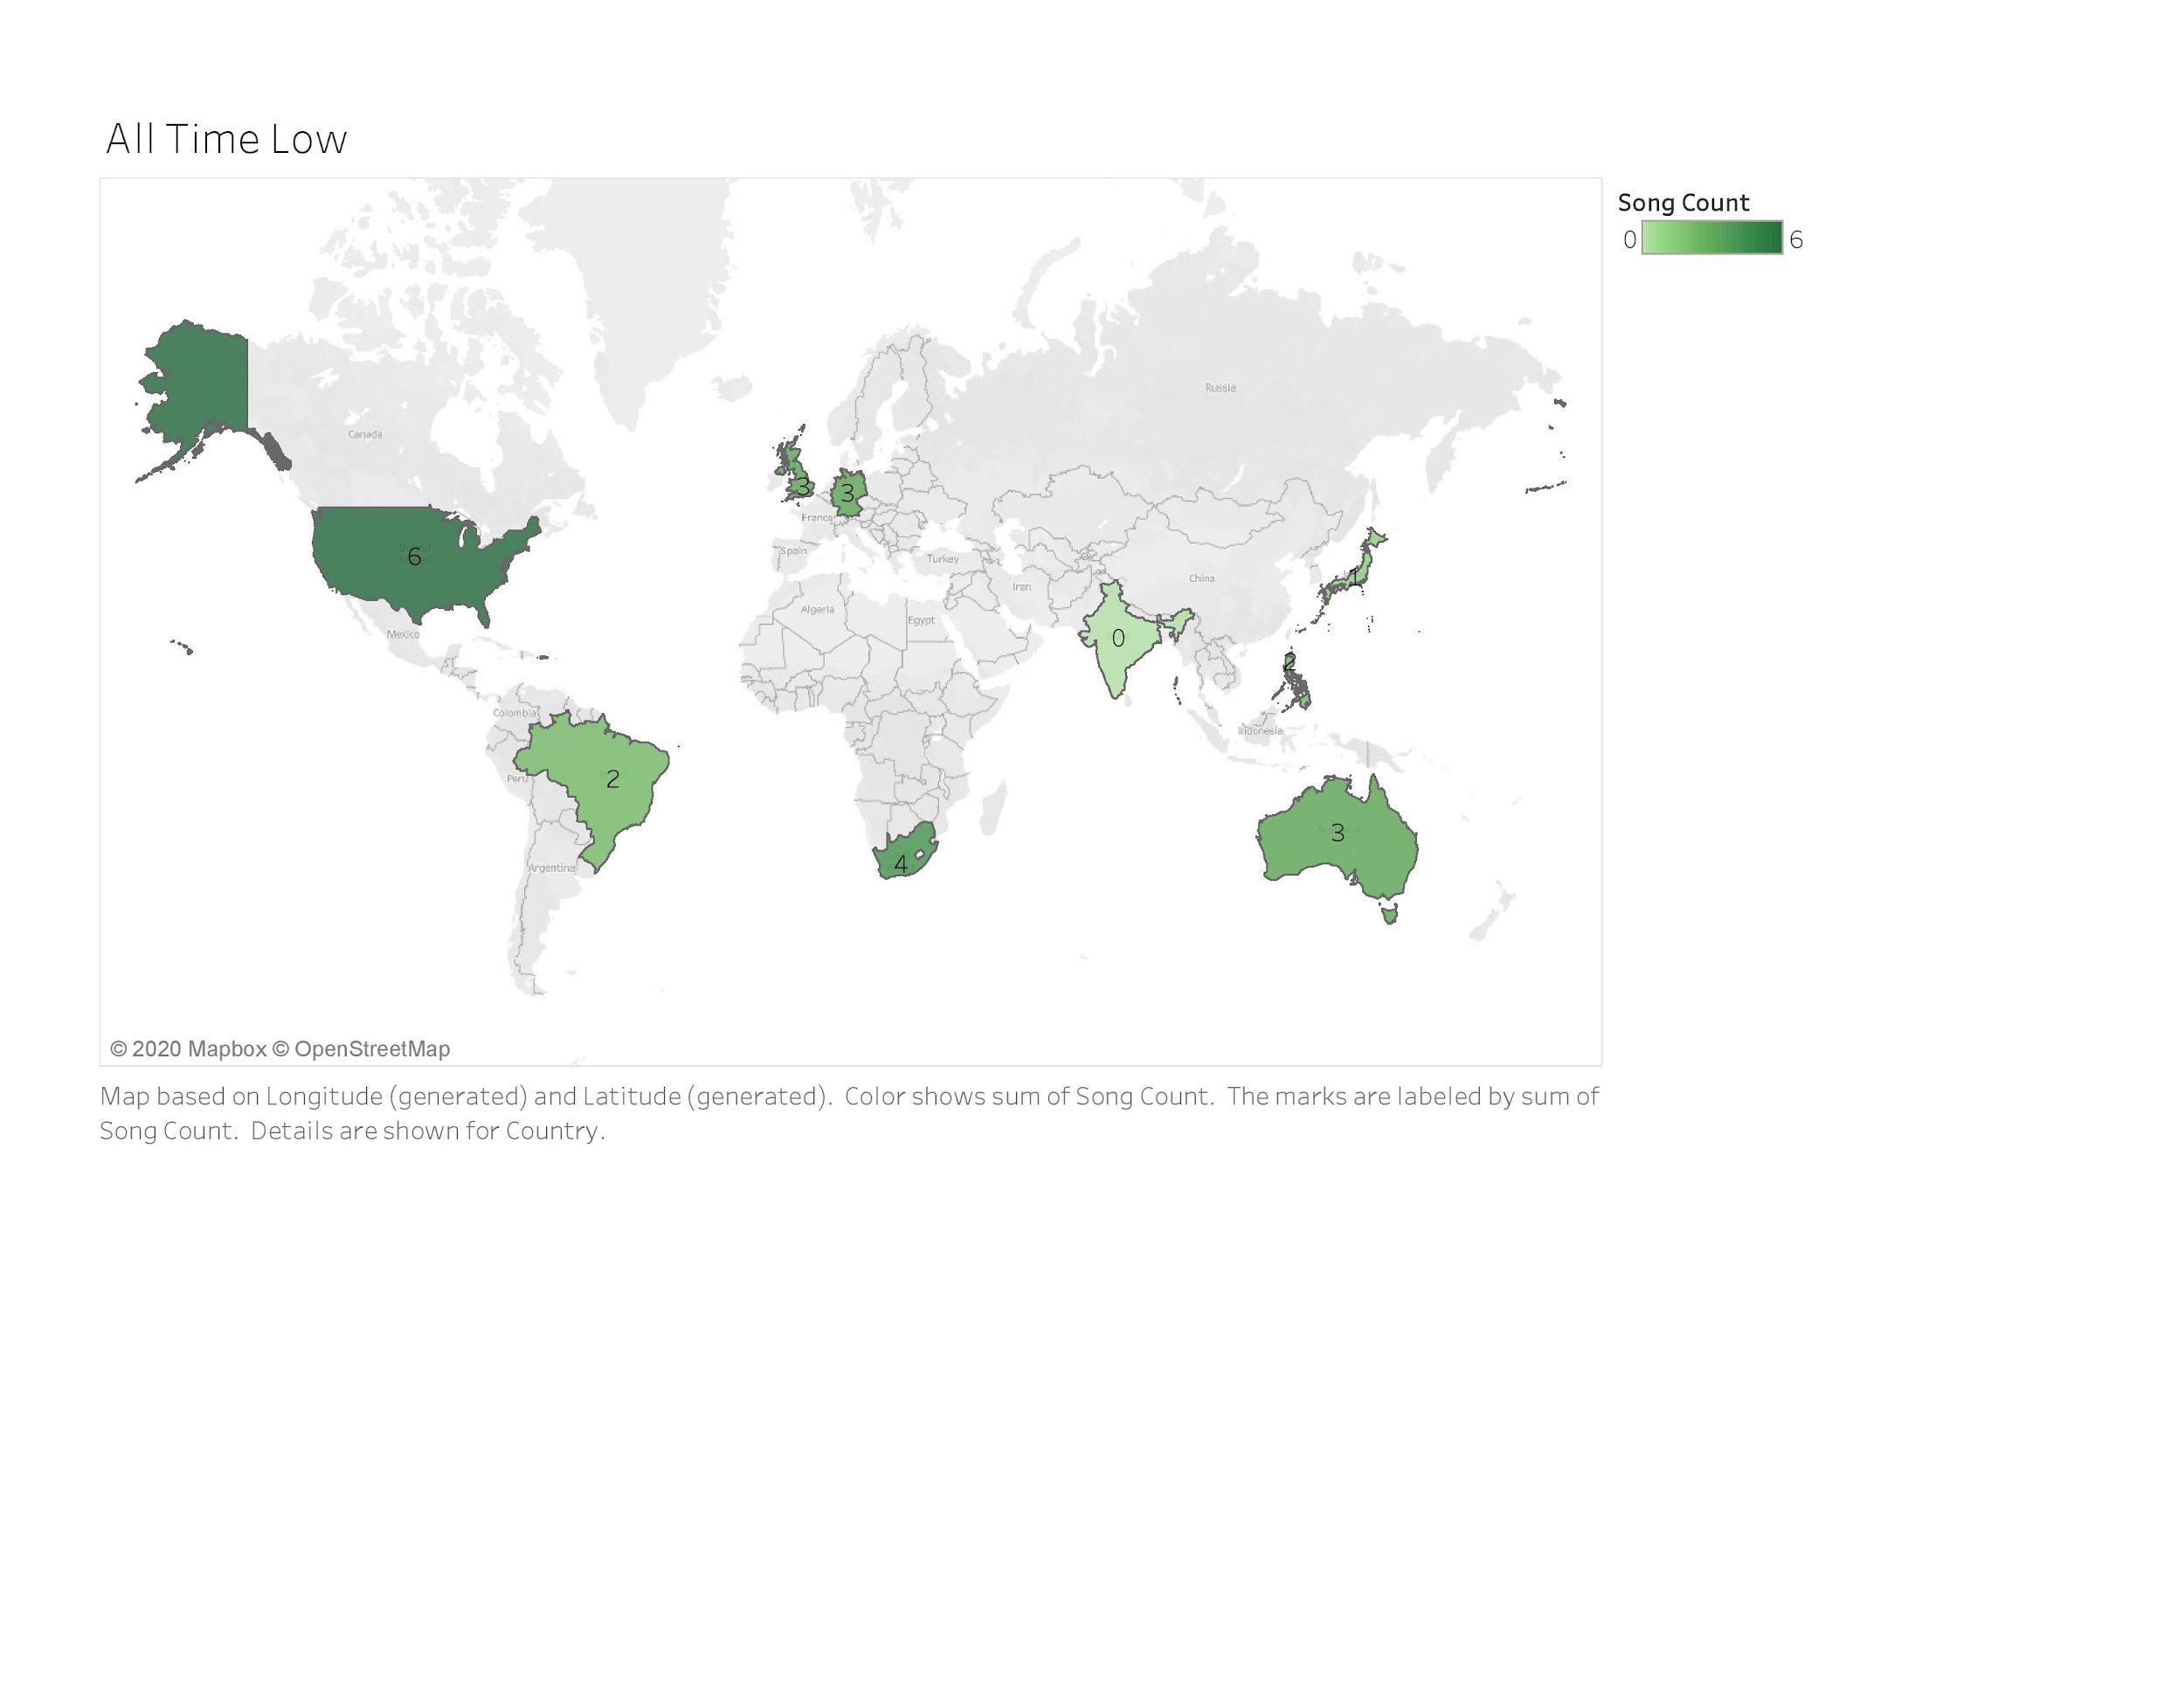 All Time Low
Song Count
0
6
Russia
Canada
3
3
France
6
Spain
Turkey
China
1
Iran
Algeria
Egypt
Mexico
0
2
Colombia
Indonesia
Peru
2
3
4
Argentina
© 2020 Mapbox © OpenStreetMap
Map based on Longitude (generated) and Latitude (generated).  Color shows sum of Song Count.  The marks are labeled by sum of
Song Count.  Details are shown for Country.